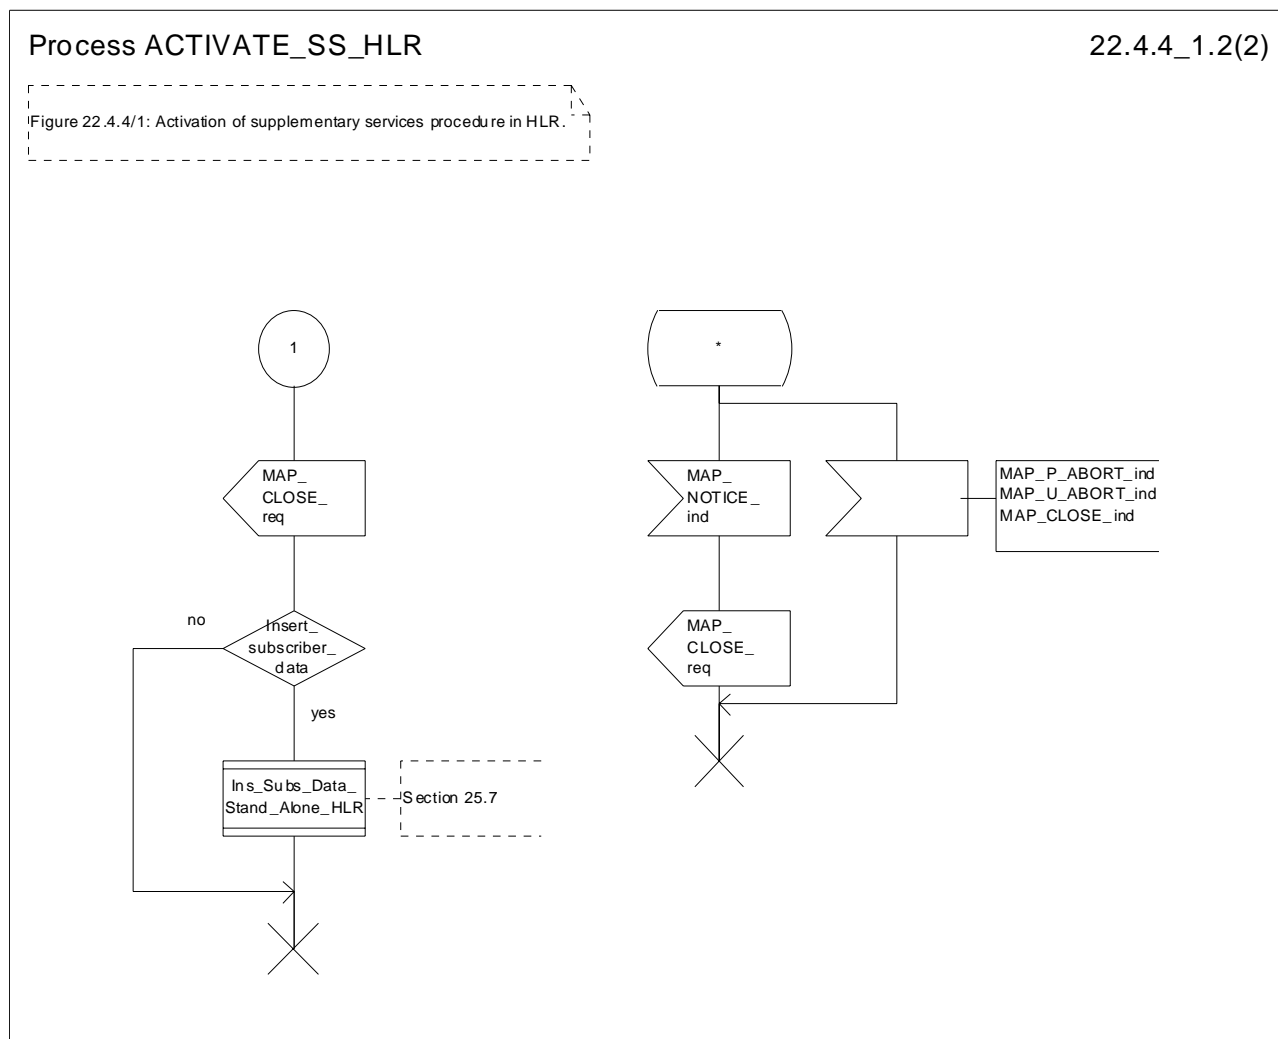 Process ACTIVATE_SS_HLR
22.4.4_1.2(2)
Figure 22.4.4/1: Activation of supplementary services procedure in HLR.
1
MAP_
CLOSE_
req
no
Insert_
subscriber_
data
yes
Ins_Subs_Data_
Stand_Alone_HLR
Section 25.7
*
MAP_
NOTICE_
ind
MAP_P_ABORT_ind
MAP_U_ABORT_ind
MAP_CLOSE_ind
MAP_
CLOSE_
req